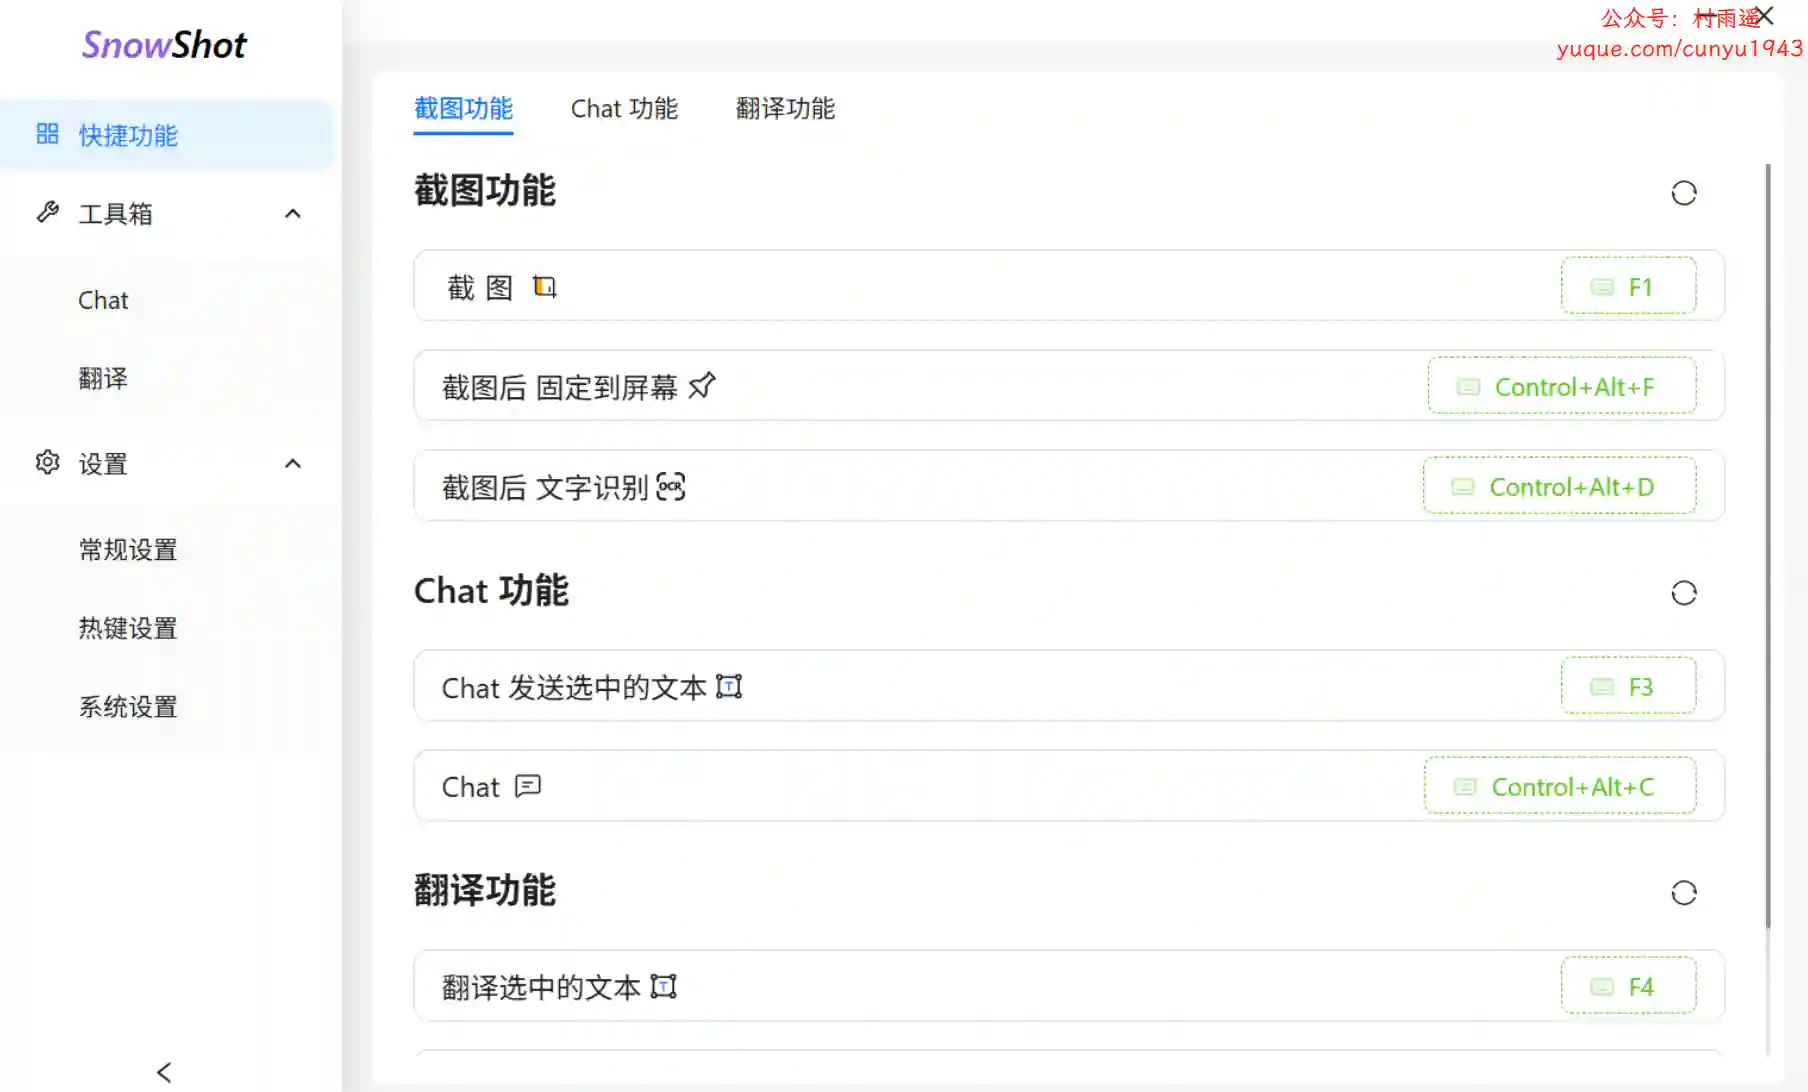 公众号：村雨遥
yuque.com/cunyu1943
SnowShot
快捷功能
工具箱
Chat
翻译
设置
常规设置
热键设置
系统设置
截图功能 Chat 功能 翻译功能
截图功能
截 图 F1
截图后 固定到屏幕 Control+Alt+F
截图后 文字识别 OCR Control+Alt+D
Chat 功能
Chat 发送选中的文本 T F3
Chat Control+Alt+C
翻译功能
翻译选中的文本 T F4